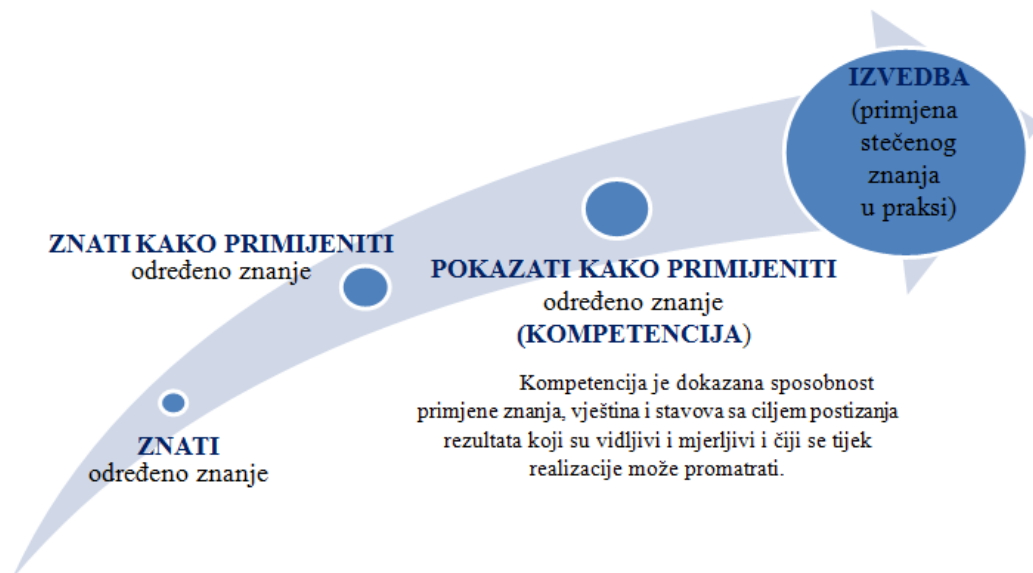 IZVEDBA
(primjena
stečenog
znanja
u praksi)
ZNATI KAKO PRIMIJENITI
određeno znanje
POKAZATI KAKO PRIMIJENITI
određeno znanje
(KOMPETENCIJA)
Kompetencija je dokazana sposobnost
primjene znanja, vještina i stavova sa ciljem postizanja
rezultata koji su vidljivi i mjerljivi i čiji se tijek
realizacije može promatrati.
ZNATI
određeno znanje